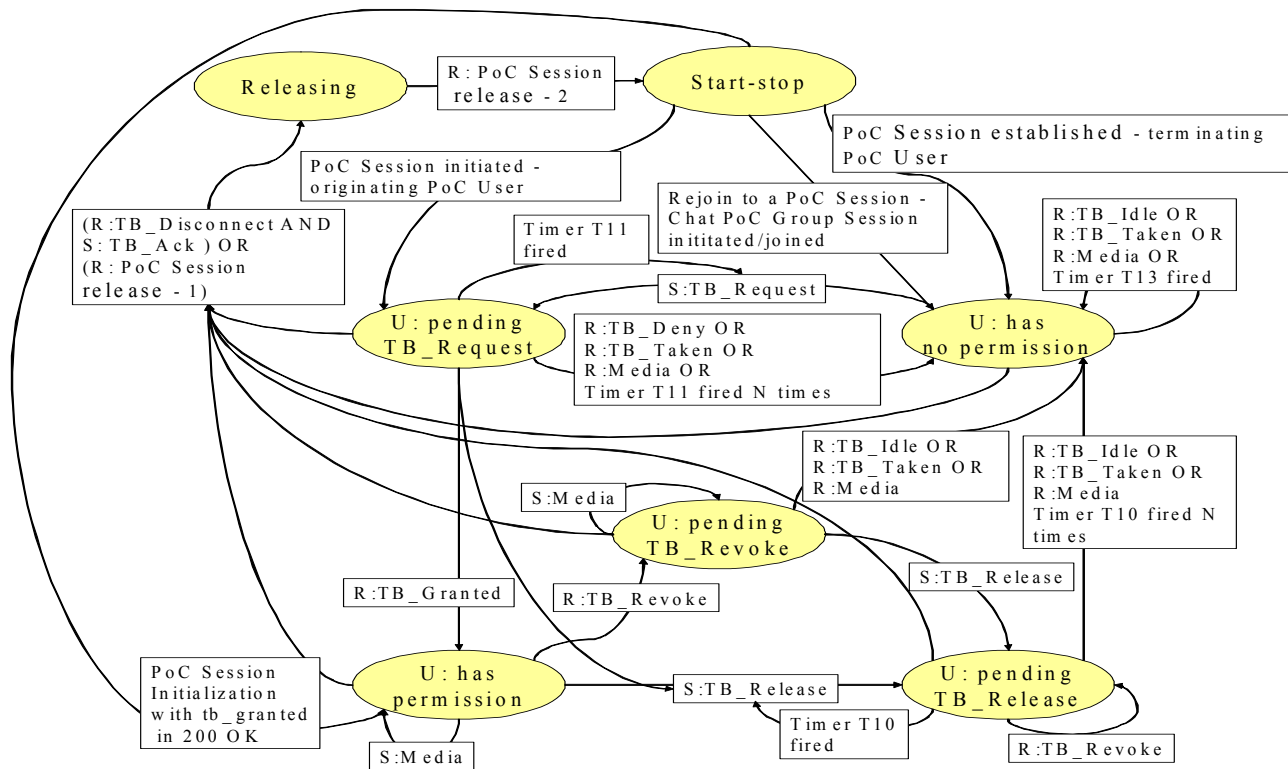 Releasing
R:PoC Session
release - 2
Start-stop
PoC Session established - terminating
PoC User
PoC Session initiated -
originating PoC User
Rejoin to a PoC Session -
Chat PoC Group Session
inititated/joined
(R:TB_Disconnect AND
S:TB_Ack ) OR
(R:PoC Session
release - 1)
Timer T11
fired
R:TB_Idle OR
R:TB_Taken OR
R:Media OR
Timer T13 fired
S:TB_Request
U: pending
TB_Request
R:TB_Deny OR
R:TB_Taken OR
R:Media OR
Timer T11 fired N times
U: has
no permission
R:TB_Idle OR
R:TB_Taken OR
R:Media
R:TB_Idle OR
R:TB_Taken OR
R:Media
Timer T10 fired N
times
S:Media
U: pending
TB_Revoke
S:TB_Release
R:TB_Granted
R:TB_Revoke
PoC Session
Initialization
with tb_granted
in 200 OK
U: has
permission
S:TB_Release
U: pending
TB_Release
Timer T10
fired
S:Media
R:TB_Revoke